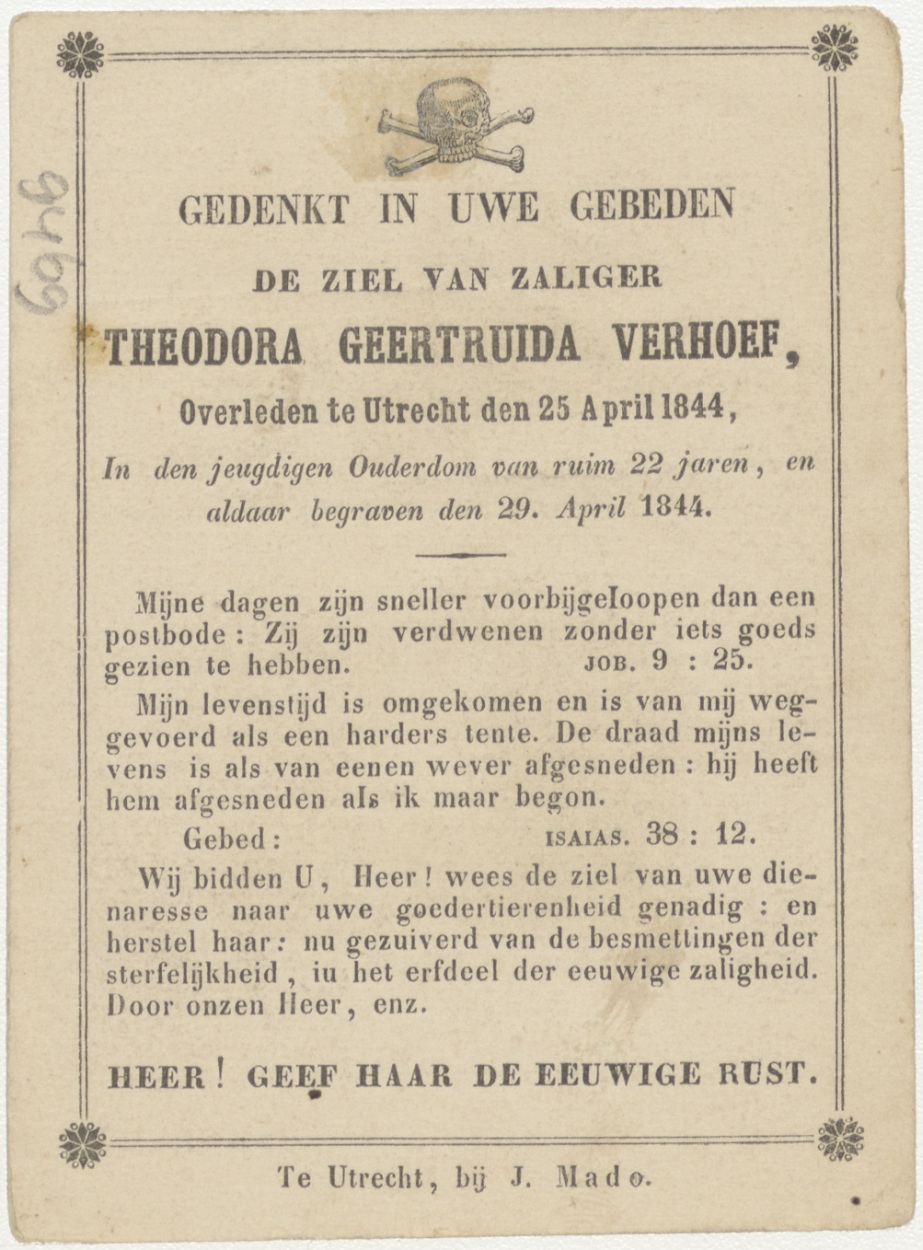 GEDENKT IN UWE GEBEDEN
DE ZIEL VAN ZALIGER
THEODORA GEERTRUIDA VERHOEF,
Overleden te Utrecht den 25 April 1844,
In den jeugdigen Ouderdom van ruim 22 jaren, en
aldaar begraven den 29. April 1844.
Mijne dagen zijn sneller voorbijgeloopen dan een
postbode: Zij zijn verdwenen zonder iets goeds
gezien te hebben. JOB. 9 : 25.
Mijn levenstijd is omgekomen en is van mij weg-
gevoerd als een harders tente. De draad mijns le-
vens is als van eenen wever afgesneden: hij heeft
hem afgesneden als ik maar begon.
Gebed: ISAIAS. 38 : 12.
Wij bidden U, Heer! wees de ziel van uwe die-
naresse naar uwe goedertierenheid genadig: en
herstel haar: nu gezuiverd van de besmettingen der
sterfelijkheid, iu het erfdeel der eeuwige zaligheid.
Door onzen Heer, enz.
HEER! GEEF HAAR DE EEUWIGE RUST.
Te Utrecht, bij J. Mado.
9469